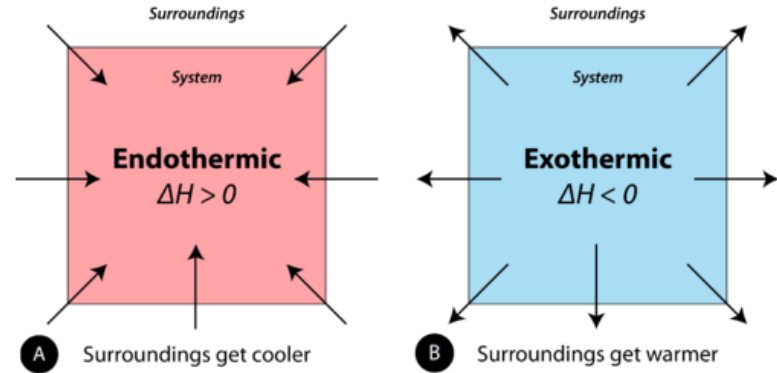 Surroundings
System
Endothermic
ΔH > 0
A Surroundings get cooler
Surroundings
System
Exothermic
ΔH < 0
B Surroundings get warmer